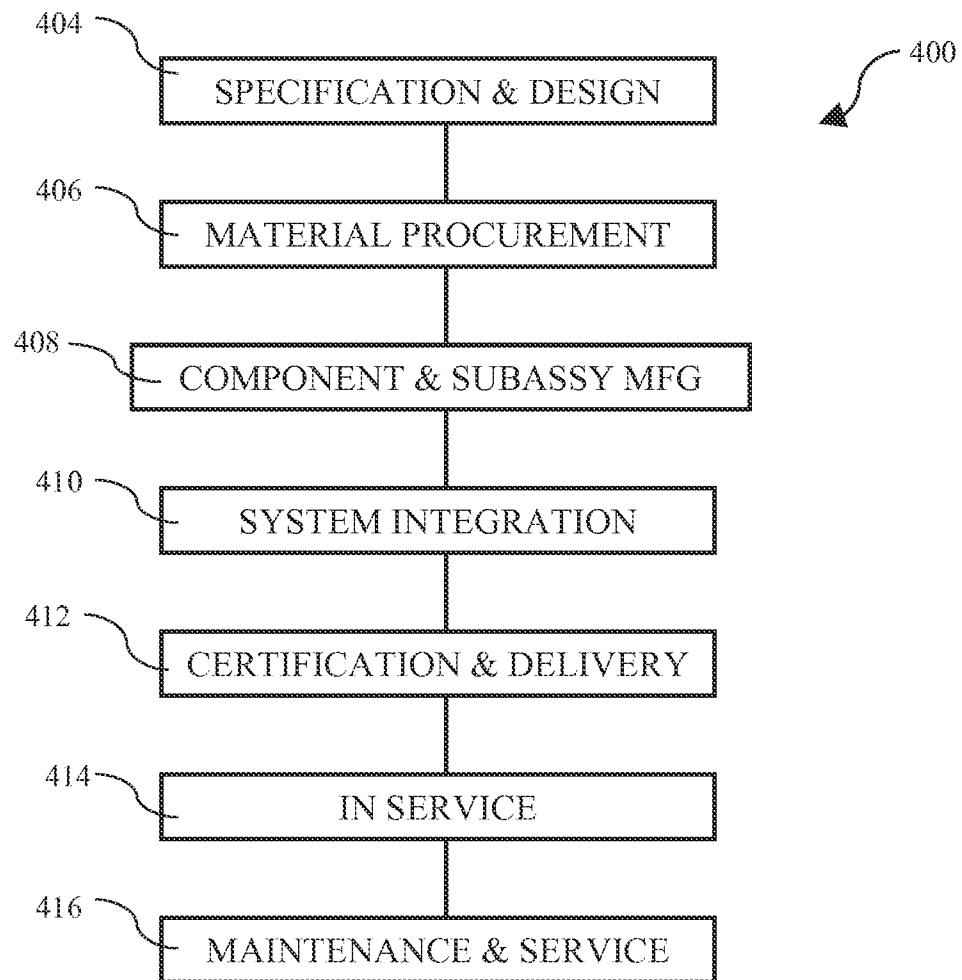 404
SPECIFICATION & DESIGN
400
406
MATERIAL PROCUREMENT
408
COMPONENT & SUBASSY MFG
410
SYSTEM INTEGRATION
412
CERTIFICATION & DELIVERY
414
IN SERVICE
416
MAINTENANCE & SERVICE